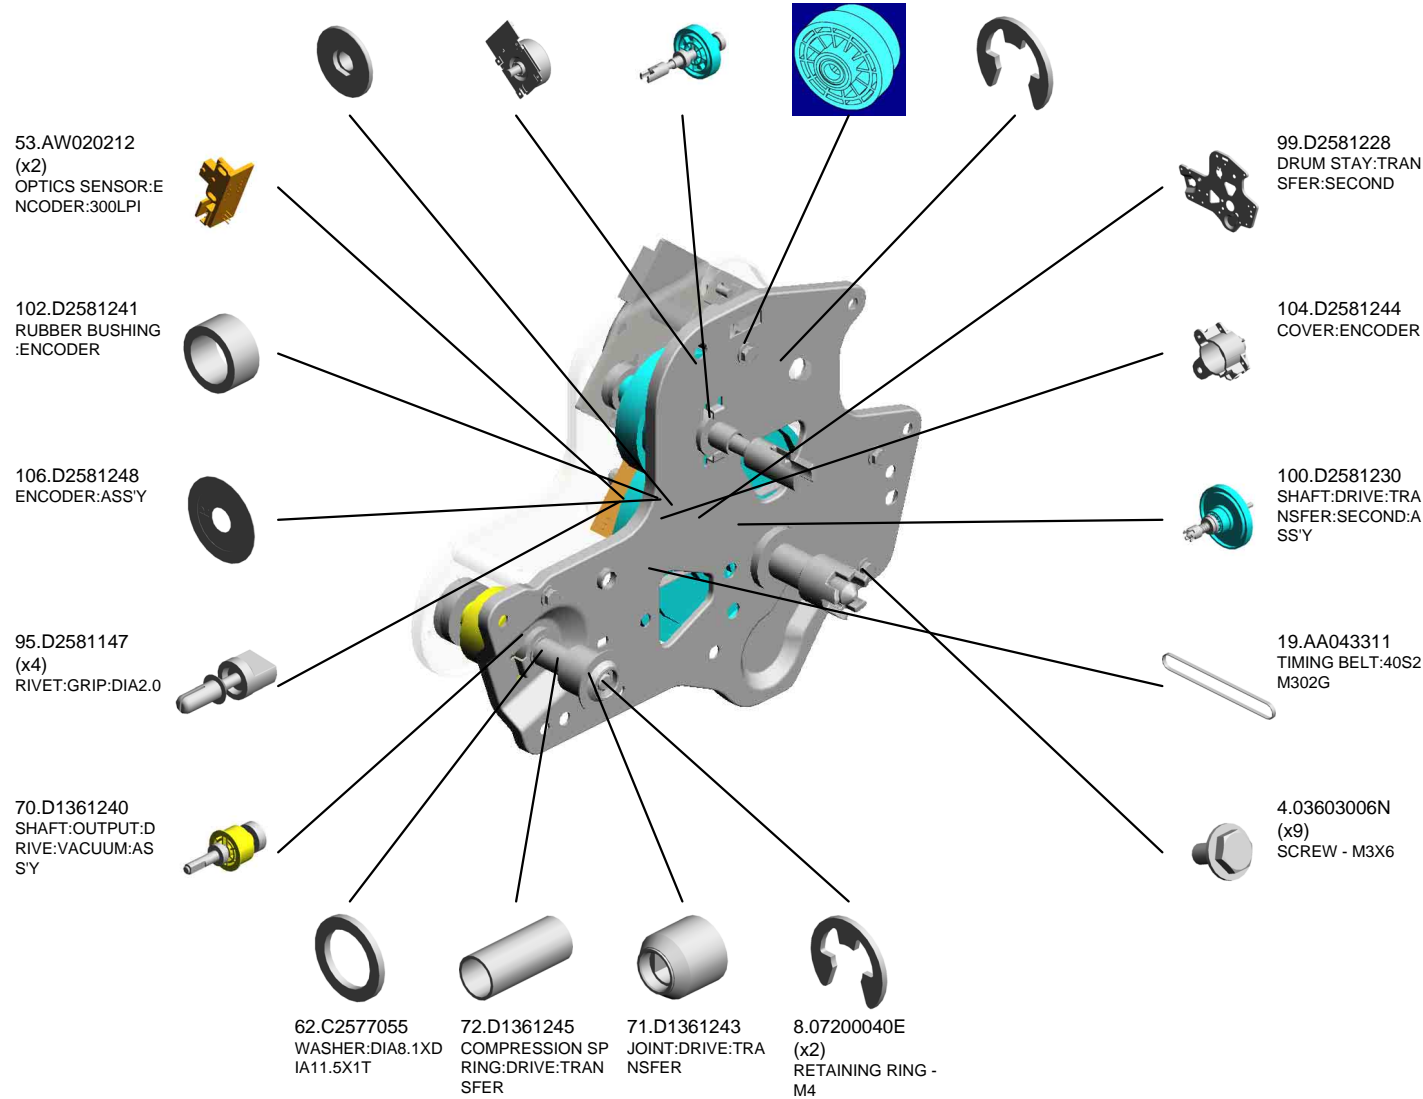 53.AW020212
(x2)
OPTICS SENSOR:E
NCODER:300LPI
102.D2581241
RUBBER BUSHING
:ENCODER
106.D2581248
ENCODER:ASS'Y
95.D2581147
(x4)
RIVET:GRIP:DIA2.0
70.D1361240
SHAFT:OUTPUT:D
RIVE:VACUUM:AS
S'Y
99.D2581228
DRUM STAY:TRAN
SFER:SECOND
104.D2581244
COVER:ENCODER
100.D2581230
SHAFT:DRIVE:TRA
NSFER:SECOND:A
SS'Y
19.AA043311
TIMING BELT:40S2
M302G
4.03603006N
(x9)
SCREW - M3X6
62.C2577055
WASHER:DIA8.1XD
IA11.5X1T
72.D1361245
COMPRESSION SP
RING:DRIVE:TRAN
SFER
71.D1361243
JOINT:DRIVE:TRA
NSFER
8.07200040E
(x2)
RETAINING RING -
M4